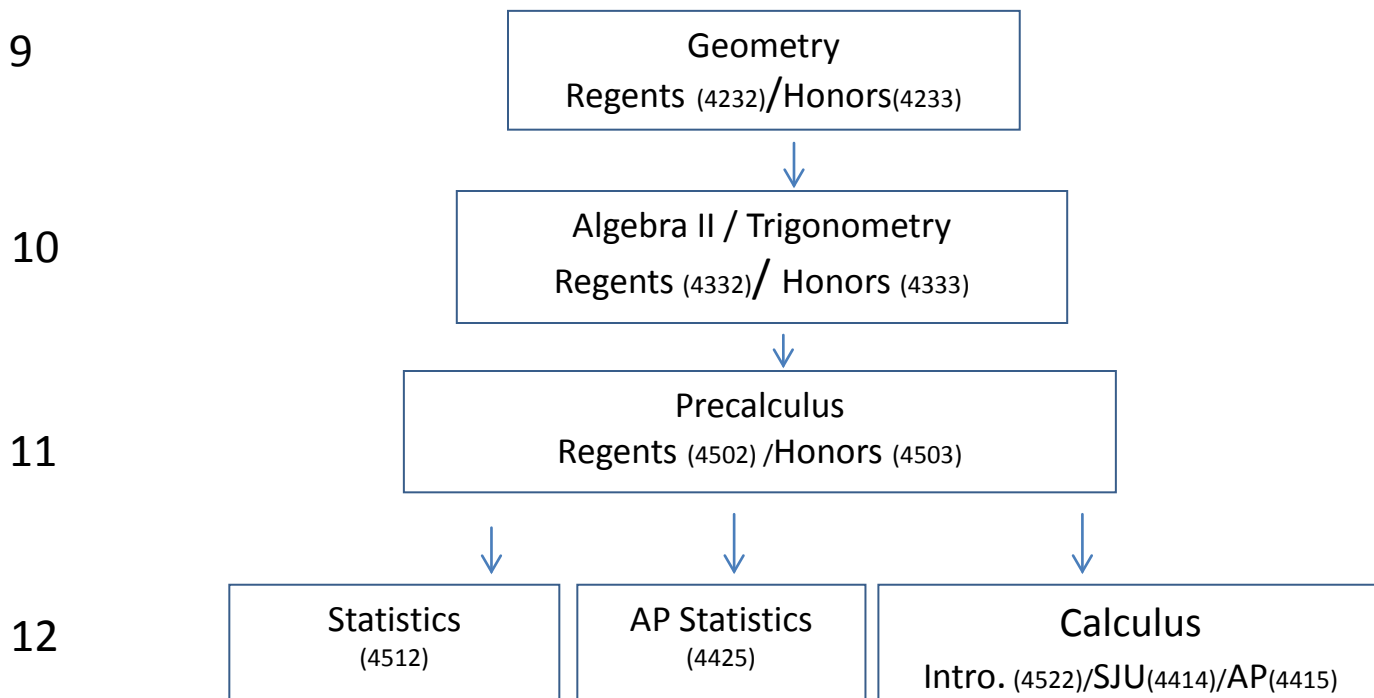 9
Geometry
Regents (4232)/Honors(4233)
10
Algebra II / Trigonometry
Regents (4332)/ Honors (4333)
11
Precalculus
Regents (4502) /Honors (4503)
12
Statistics
(4512)
AP Statistics
(4425)
Calculus
Intro. (4522)/SJU(4414)/AP(4415)